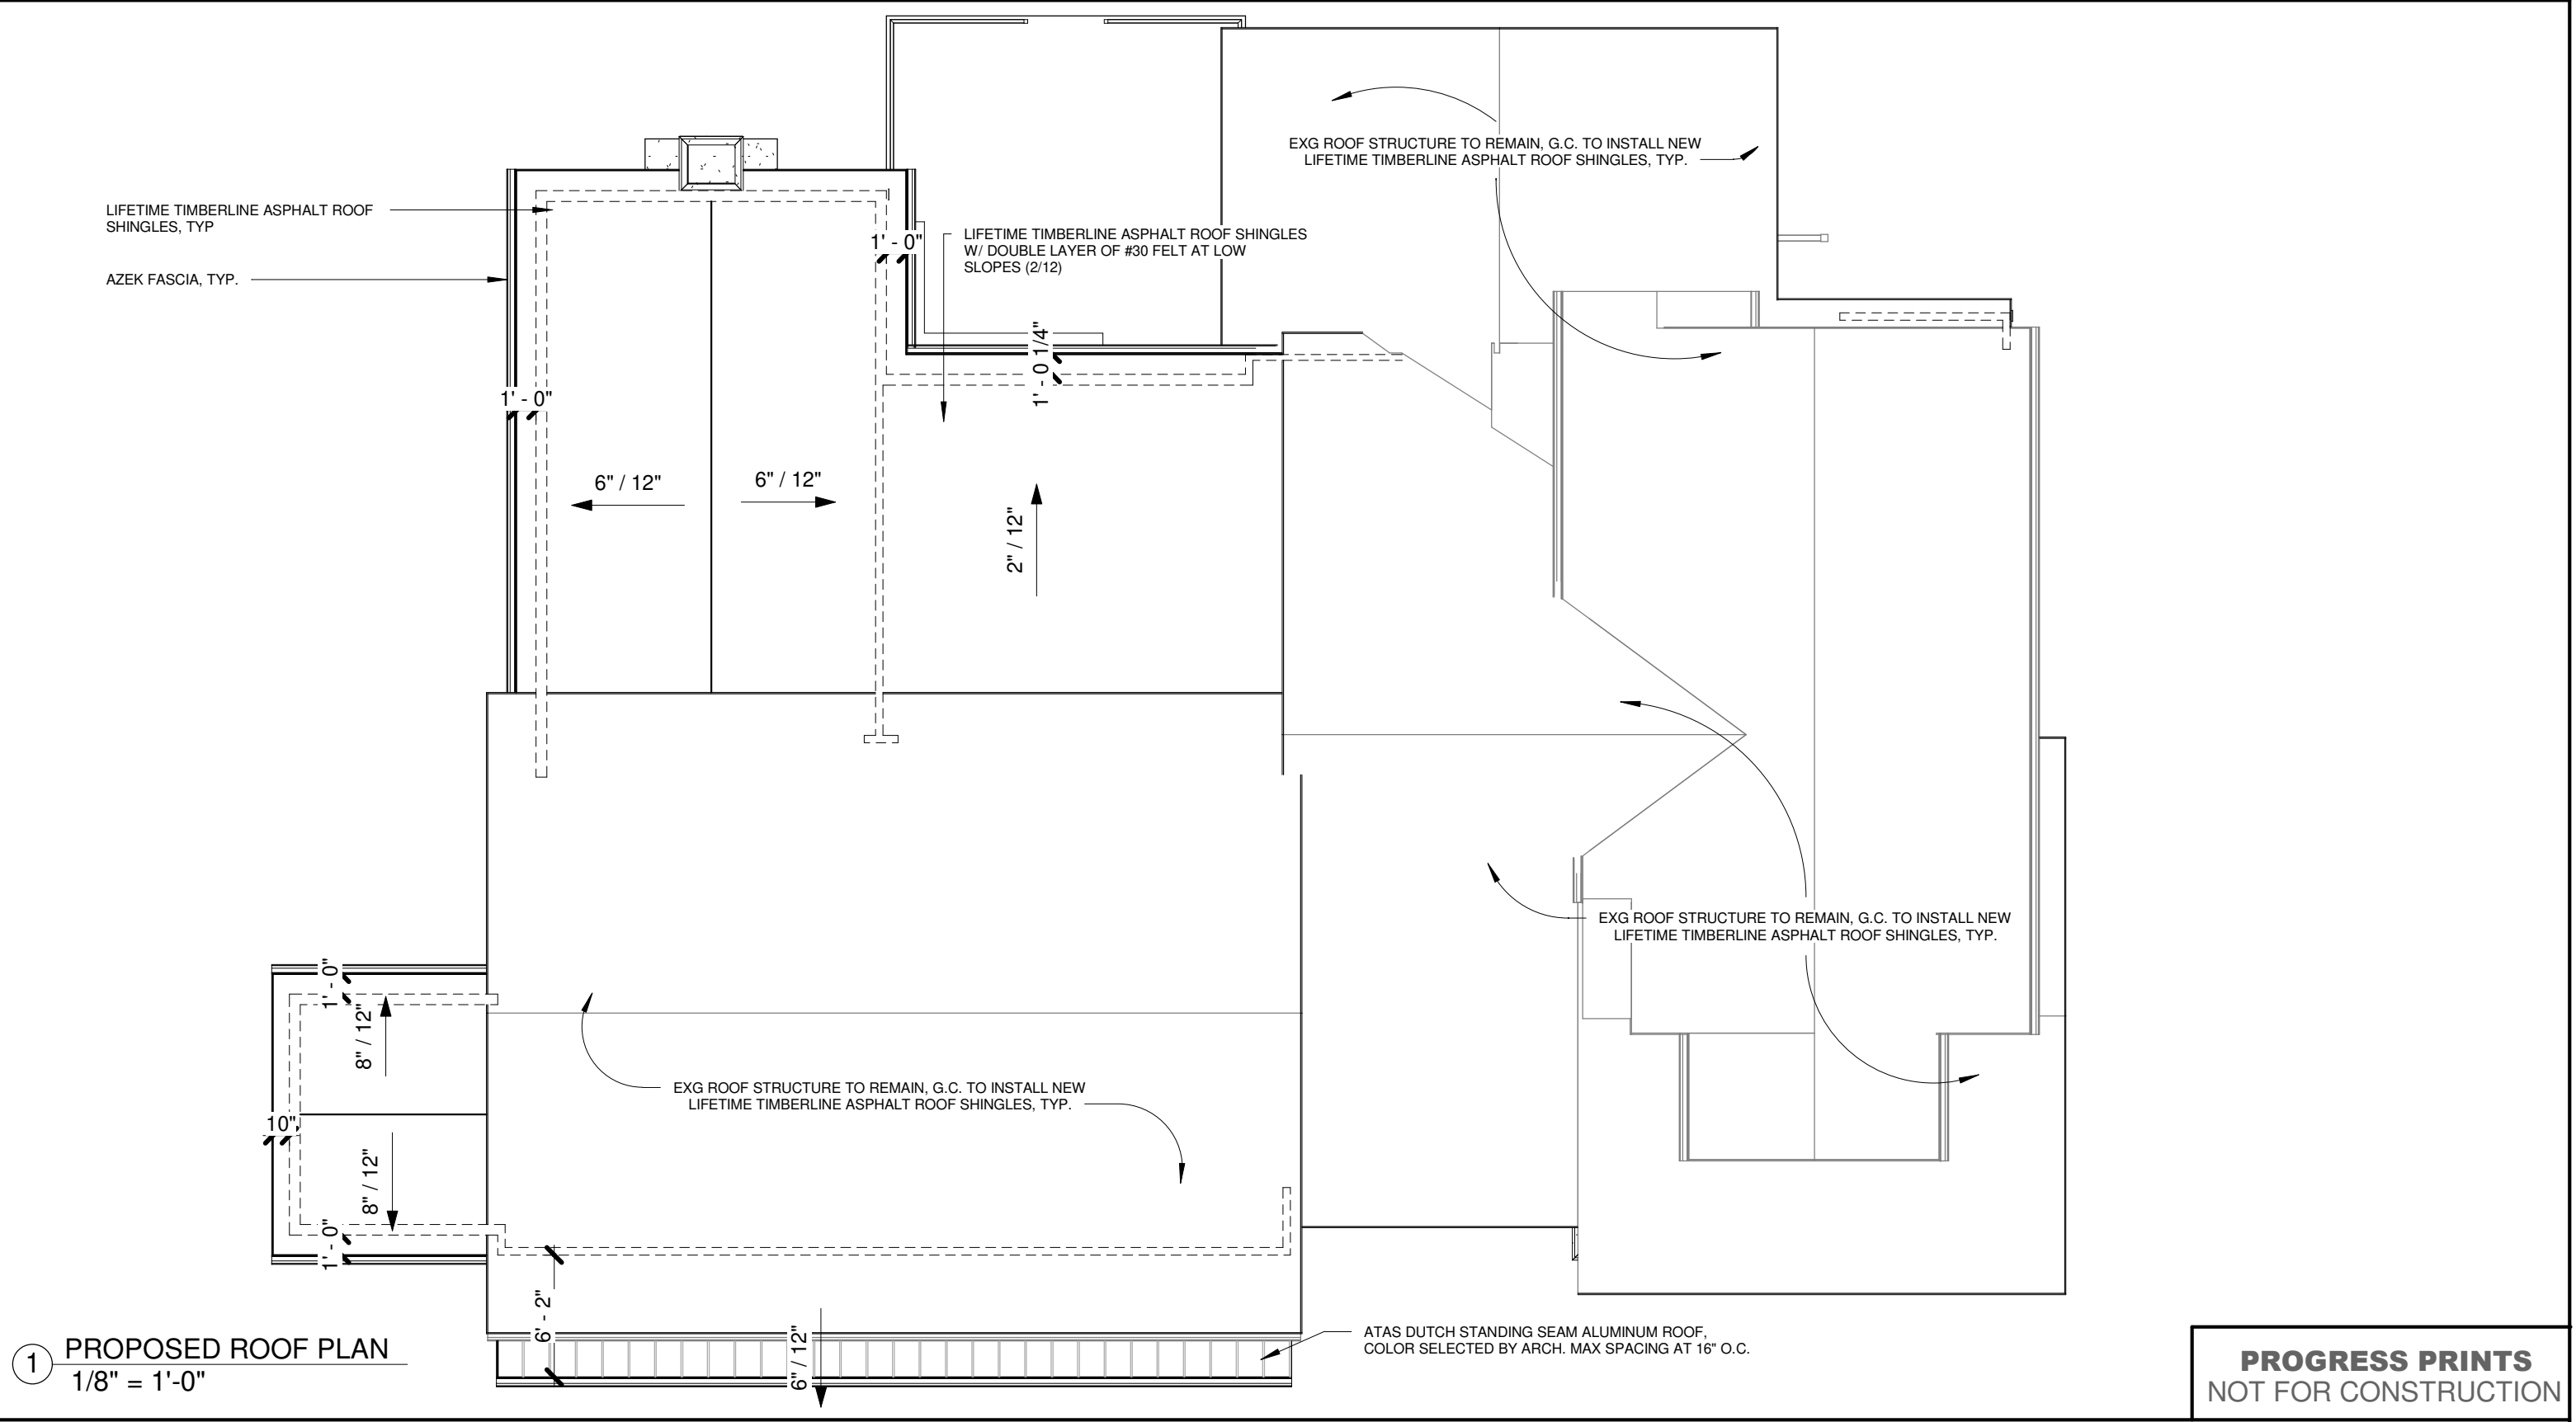 EXG ROOF STRUCTURE TO REMAIN, G.C. TO INSTALL NEW
LIFETIME TIMBERLINE ASPHALT ROOF SHINGLES, TYP.
LIFETIME TIMBERLINE ASPHALT ROOF
SHINGLES, TYP
AZEK FASCIA, TYP.
1' - 0"
LIFETIME TIMBERLINE ASPHALT ROOF SHINGLES
W/ DOUBLE LAYER OF #30 FELT AT LOW
SLOPES (2/12)
1' - 0 1/4"
1' - 0"
6" / 12"
6" / 12"
2" / 12"
EXG ROOF STRUCTURE TO REMAIN, G.C. TO INSTALL NEW
LIFETIME TIMBERLINE ASPHALT ROOF SHINGLES, TYP.
1' - 0"
8" / 12"
10"
8" / 12"
1' - 0"
EXG ROOF STRUCTURE TO REMAIN, G.C. TO INSTALL NEW
LIFETIME TIMBERLINE ASPHALT ROOF SHINGLES, TYP.
6' - 2"
6" / 12"
ATAS DUTCH STANDING SEAM ALUMINUM ROOF,
COLOR SELECTED BY ARCH. MAX SPACING AT 16" O.C.
1 PROPOSED ROOF PLAN
1/8" = 1'-0"
PROGRESS PRINTS
NOT FOR CONSTRUCTION